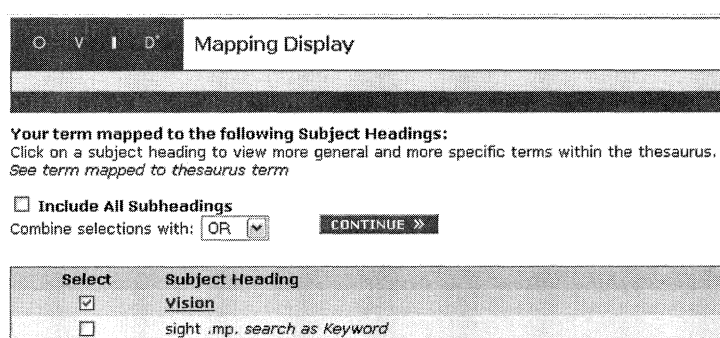 O V I D Mapping Display
Your term mapped to the following Subject Headings:
Click on a subject heading to view more general and more specific terms within the thesaurus.
See term mapped to thesaurus term
Include All Subheadings
Combine selections with: OR CONTINUE »
Select Subject Heading
Vision
sight .mp. search as Keyword